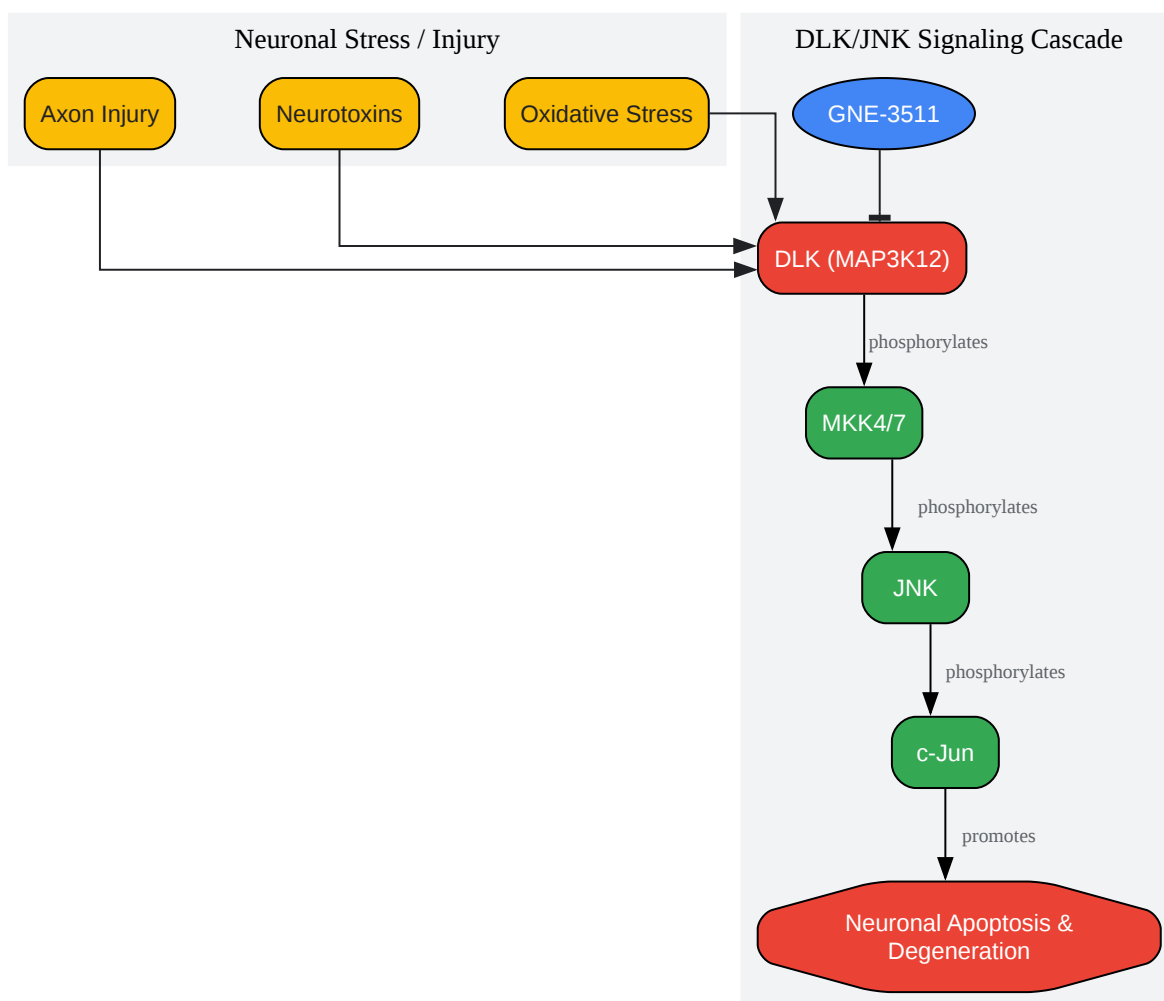 Neuronal Stress / Injury
DLK/JNK Signaling Cascade
Axon Injury
Neurotoxins
Oxidative Stress
GNE-3511
DLK (MAP3K12)
phosphorylates
MKK4/7
phosphorylates
JNK
phosphorylates
c-Jun
promotes
Neuronal Apoptosis &
Degeneration